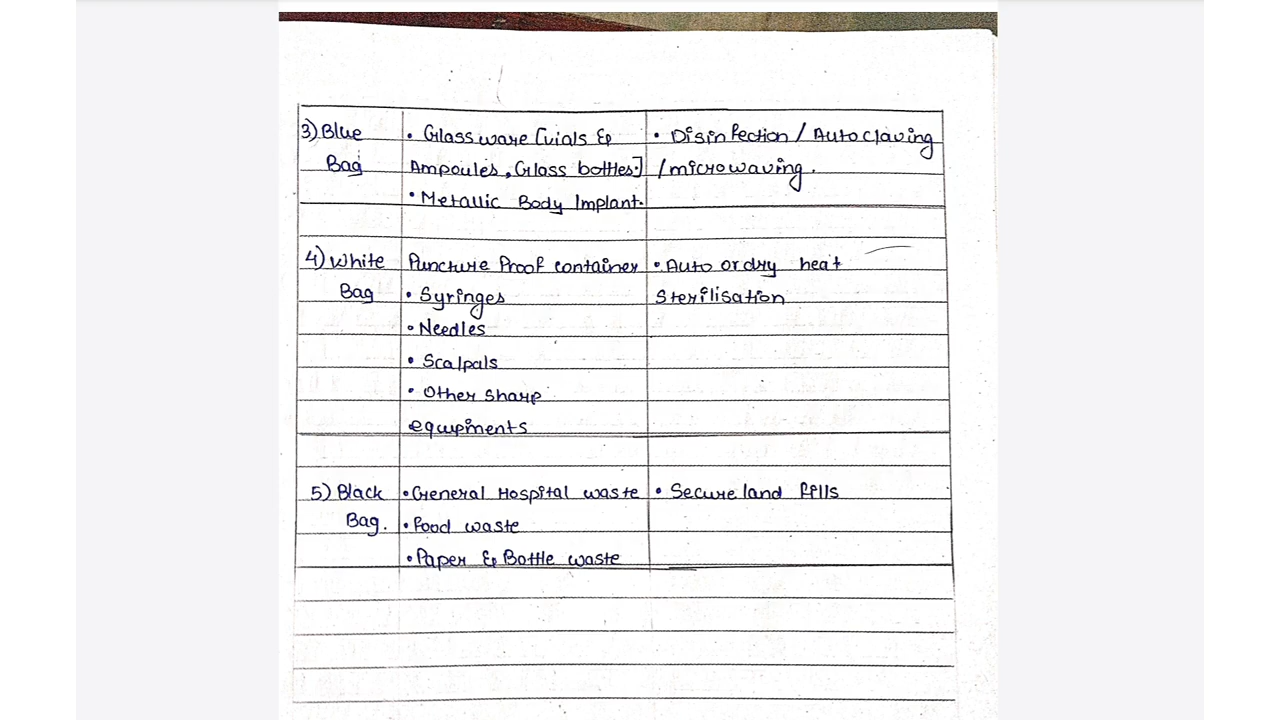 3) Blue • Glassware [vials & • Disinfection / Autoclaving
Bag Ampoules, Glass bottles.] /microwaving.
• Metallic Body Implant.
4) White Puncture Proof container • Auto or dry heat
Bag • Syringes Sterilisation
• Needles
• Scalpals
• Other sharp
equipments
5) Black • General Hospital waste • Secure land fills
Bag. • Food waste
• Paper & Bottle waste